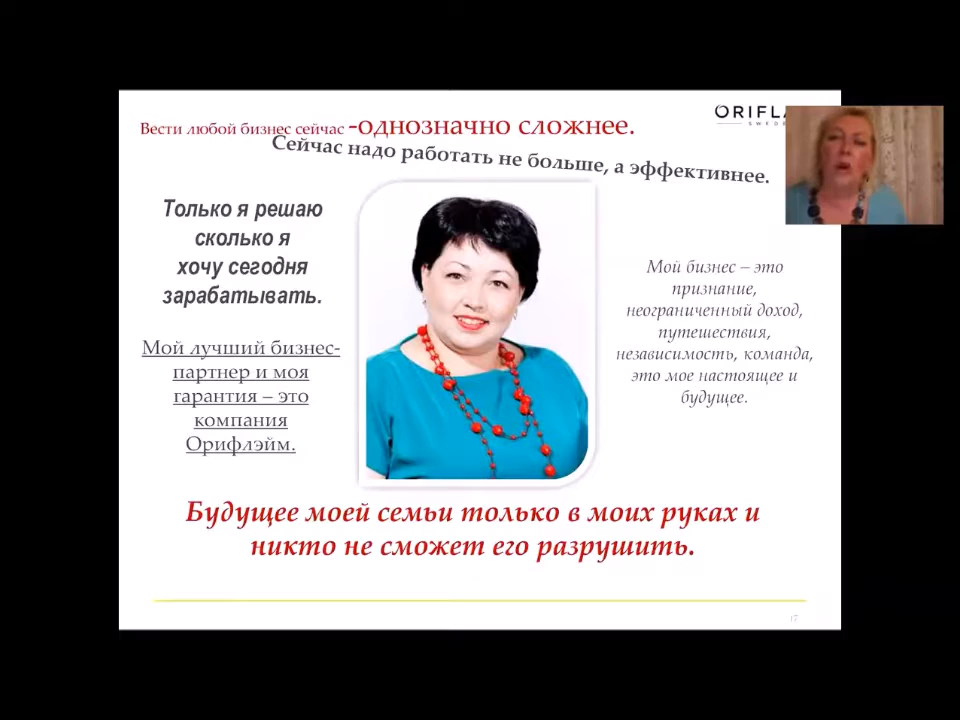 Вести любой бизнес сейчас -однозначно сложнее.
ORIFLA
SWEDE
Сейчас надо работать не больше, а эффективнее.
Только я решаю
сколько я
хочу сегодня
зарабатывать.
Мой лучший бизнес-
партнер и моя
гарантия – это
компания
Орифлэйм.
Мой бизнес – это
признание,
неограниченный доход,
путешествия,
независимость, команда,
это мое настоящее и
будущее.
Будущее моей семьи только в моих руках и
никто не сможет его разрушить.
17